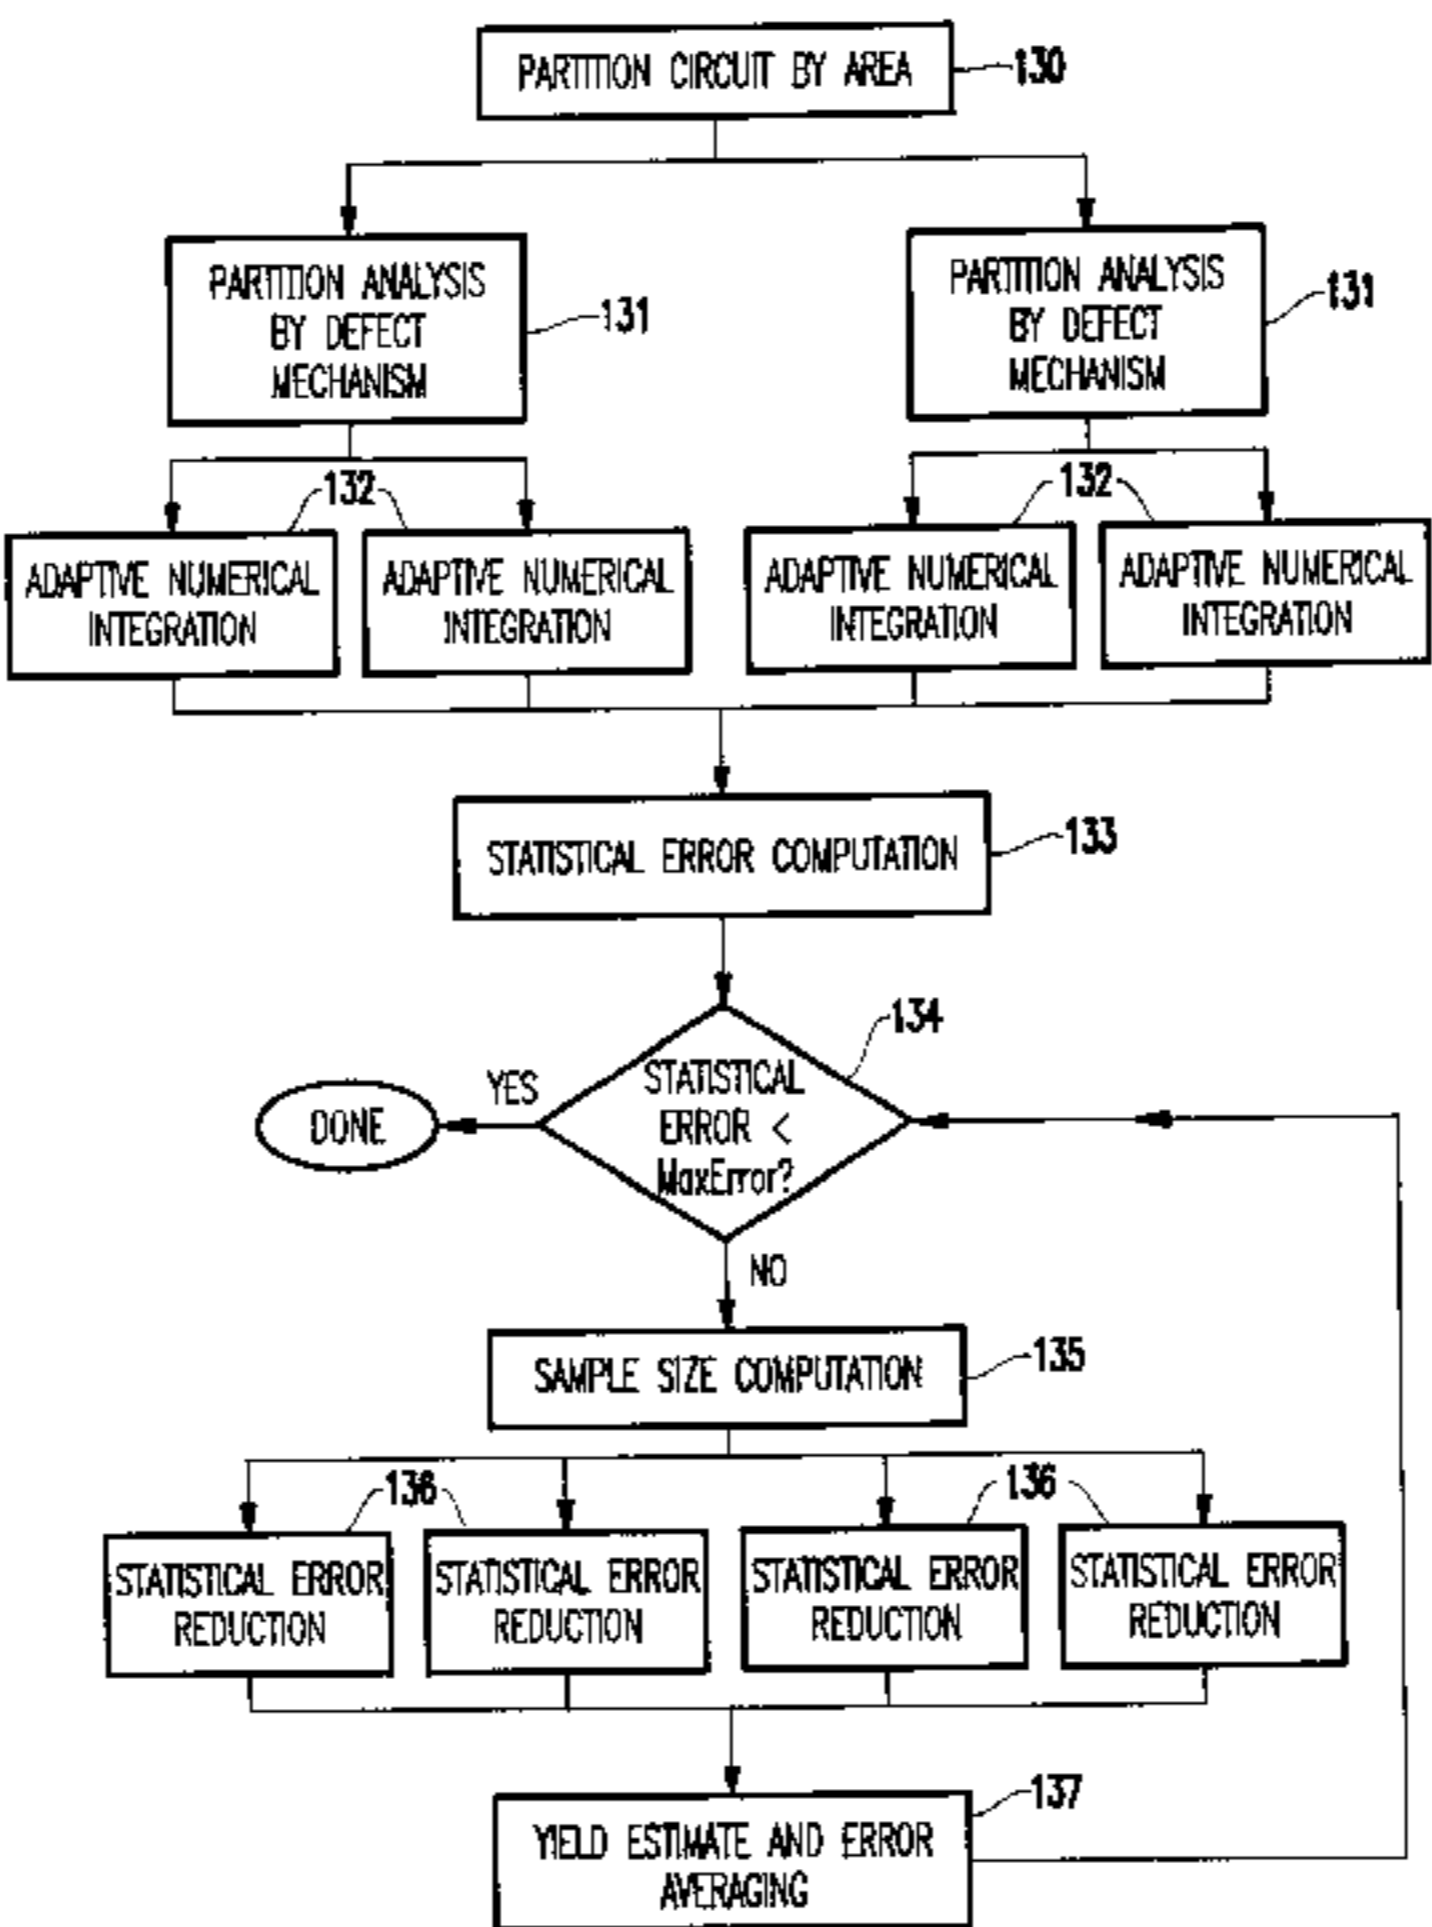 PARTITION CIRCUIT BY AREA
130
PARTITION ANALYSIS
BY DEFECT
MECHANISM
131
PARTITION ANALYSIS
BY DEFECT
MECHANISM
131
132
132
ADAPTIVE NUMERICAL
INTEGRATION
ADAPTIVE NUMERICAL
INTEGRATION
ADAPTIVE NUMERICAL
INTEGRATION
ADAPTIVE NUMERICAL
INTEGRATION
STATISTICAL ERROR COMPUTATION
133
134
STATISTICAL
ERROR <
MaxError?
YES
DONE
NO
SAMPLE SIZE COMPUTATION
135
136
136
STATISTICAL ERROR
REDUCTION
STATISTICAL ERROR
REDUCTION
STATISTICAL ERROR
REDUCTION
STATISTICAL ERROR
REDUCTION
137
YIELD ESTIMATE AND ERROR
AVERAGING